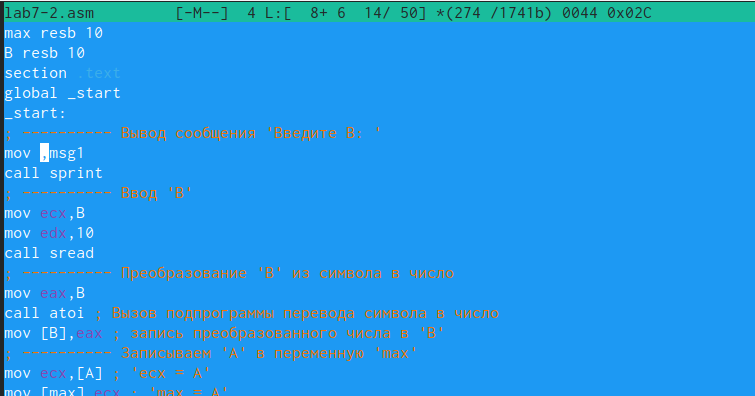 lab7-2.asm [-M--] 4 L:[ 8+ 6 14/ 50] *(274 /1741b) 0044 0x02C
max resb 10
B resb 10
section .text
global _start
_start:
; ---------- Вывод сообщения 'Введите B: '
mov ,msg1
call sprint
; ---------- Ввод 'B'
mov ecx,B
mov edx,10
call sread
; ---------- Преобразование 'B' из символа в число
mov eax,B
call atoi ; Вызов подпрограммы перевода символа в число
mov [B],eax ; запись преобразованного числа в 'B'
; ---------- Записываем 'A' в переменную 'max'
mov ecx,[A] ; 'ecx = A'
mov [max],ecx ; 'max = A'